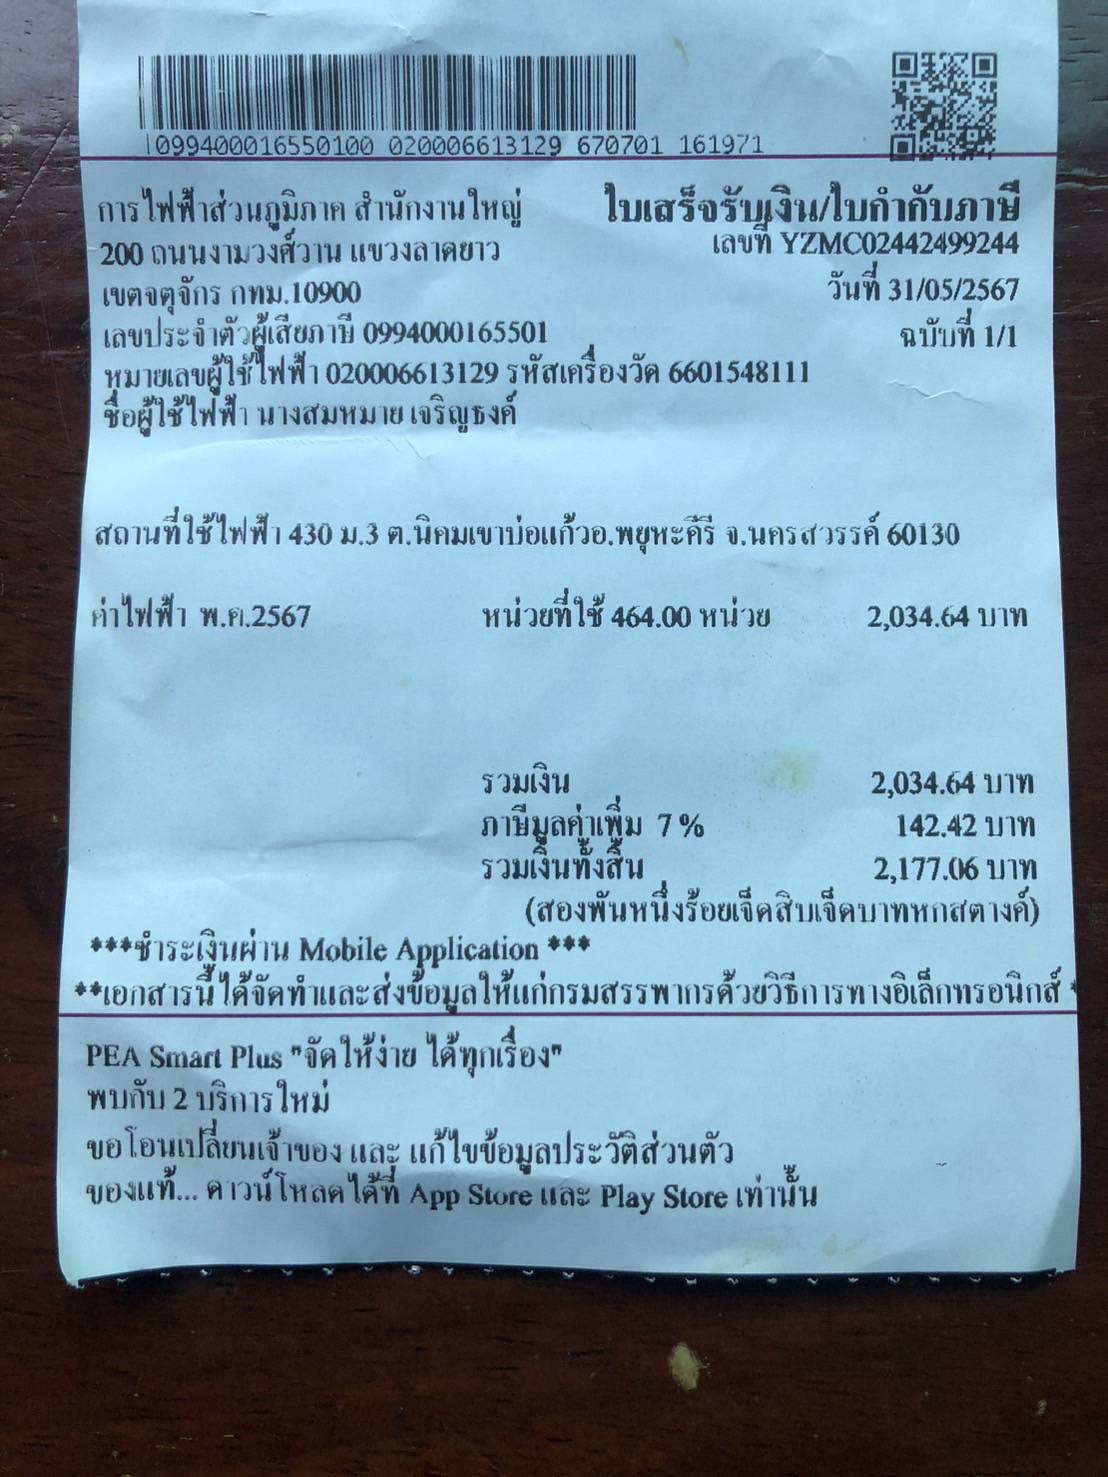 099400016550100 020006613129 670701 161971
การไฟฟ้าส่วนภูมิภาค สำนักงานใหญ่
ใบเสร็จรับเงิน/ใบกำกับภาษี
200 ถนนงามวงศ์วาน แขวงลาดยาว
เลขที่ YZMC02442499244
เขตจตุจักร กทม.10900
วันที่ 31/05/2567
เลขประจำตัวผู้เสียภาษี 0994000165501
ฉบับที่ 1/1
หมายเลขผู้ใช้ไฟฟ้า 020006613129 รหัสเครื่องวัด 6601548111
ชื่อผู้ใช้ไฟฟ้า นางสมหมาย เจริญธงค์
สถานที่ใช้ไฟฟ้า 430 ม.3 ต.นิคมเขาบ่อแก้วอ.พยุหะคีรี จ.นครสวรรค์ 60130
ค่าไฟฟ้า พ.ค.2567 หน่วยที่ใช้ 464.00 หน่วย 2,034.64 บาท
รวมเงิน 2,034.64 บาท
ภาษีมูลค่าเพิ่ม 7% 142.42 บาท
รวมเงินทั้งสิ้น 2,177.06 บาท
(สองพันหนึ่งร้อยเจ็ดสิบเจ็ดบาทหกสตางค์)
***ชำระเงินผ่าน Mobile Application ***
**เอกสารนี้ได้จัดทำและส่งข้อมูลให้แก่กรมสรรพากรด้วยวิธีการทางอิเล็กทรอนิกส์ *
PEA Smart Plus "จัดให้ง่าย ได้ทุกเรื่อง"
พบกับ 2 บริการใหม่
ขอโอนเปลี่ยนเจ้าของ และ แก้ไขข้อมูลประวัติส่วนตัว
ของแท้... ดาวน์โหลดได้ที่ App Store และ Play Store เท่านั้น